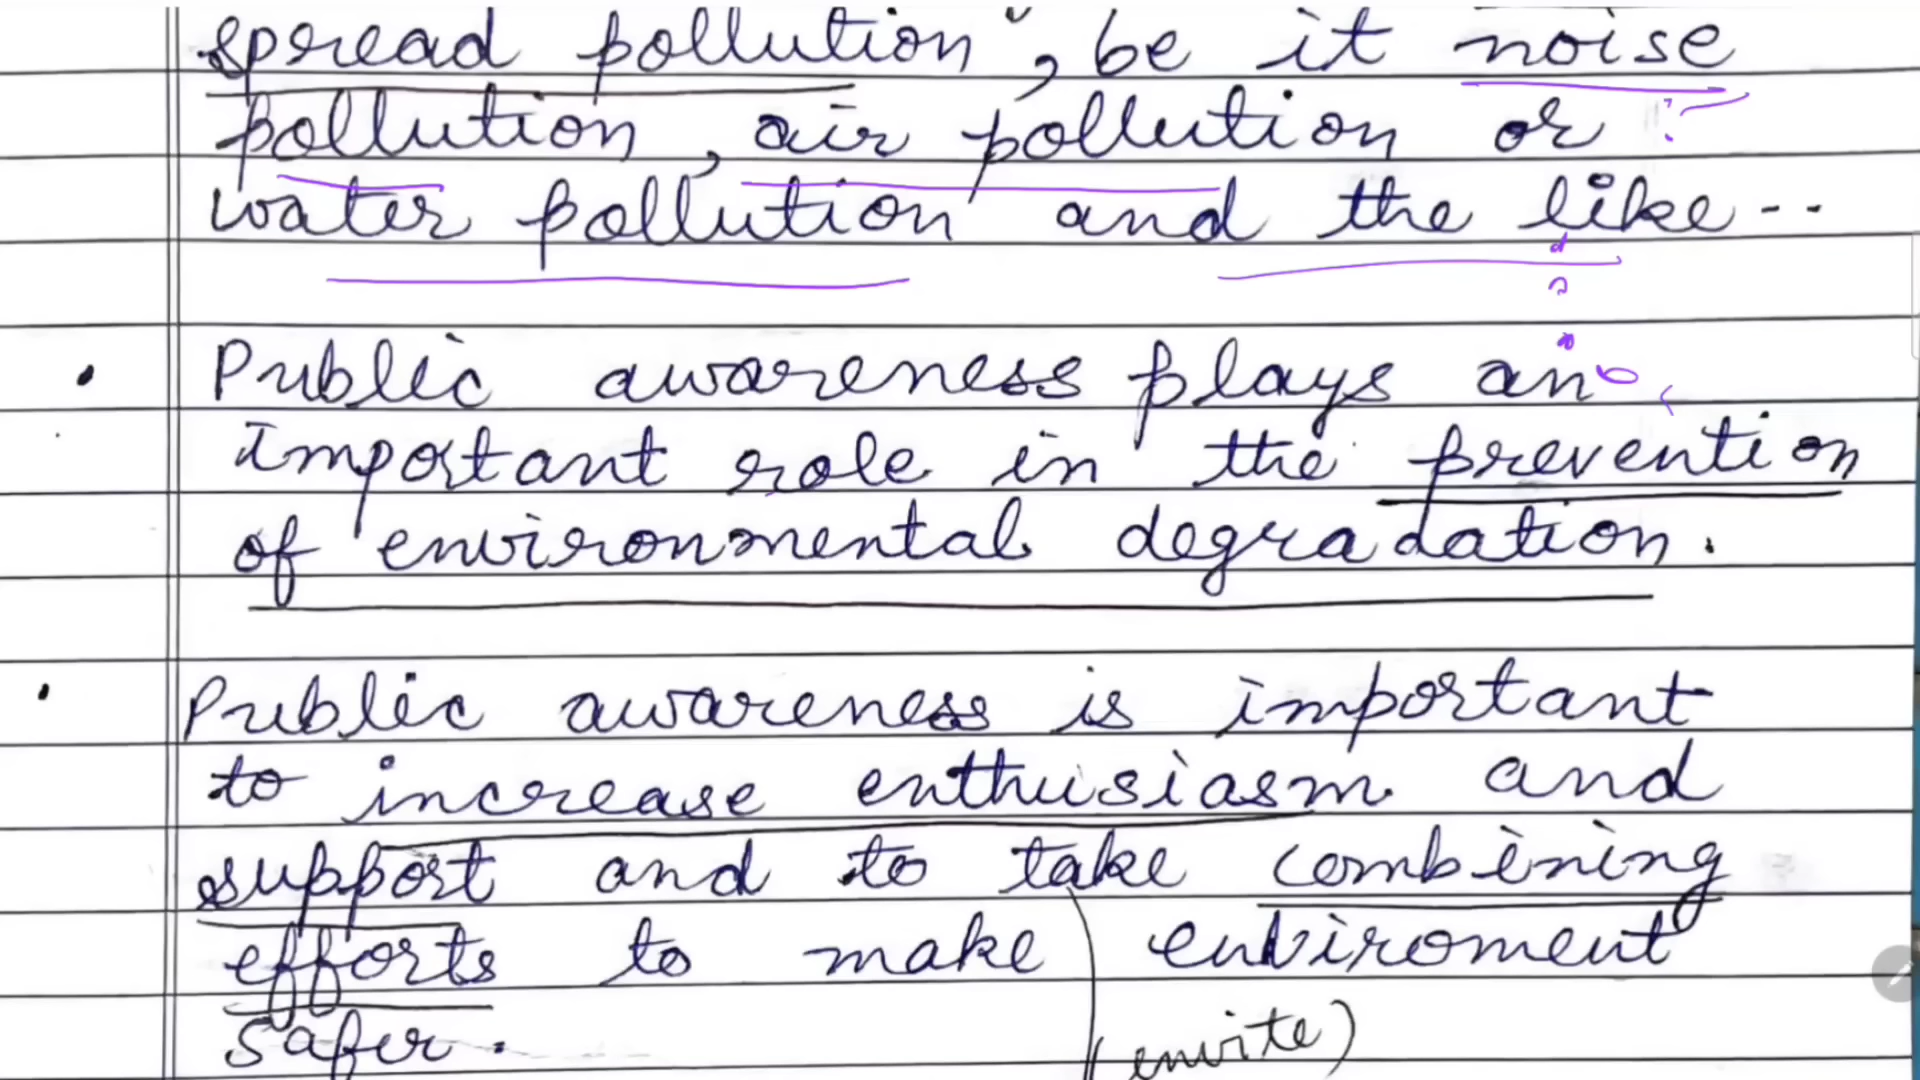 spread pollution", be it noise
pollution, air pollution or
water pollution and the like--
• Public awareness plays an
important role in the prevention
of environmental degradation.
• Public awareness is important
to increase enthusiasm and
support and to take combining
efforts to make enviroment
safer.
(envite)